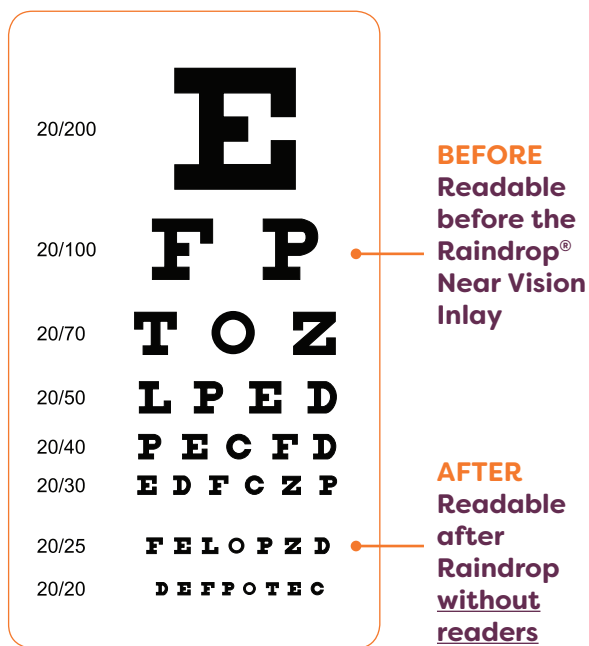 20/200 E
20/100 F P
20/70 T O Z
20/50 L P E D
20/40 P E C F D
20/30 E D F C Z P
20/25 F E L O P Z D
20/20 D E F P O T E C
BEFORE
Readable
before the
Raindrop®
Near Vision
Inlay
AFTER
Readable
after
Raindrop
without
readers